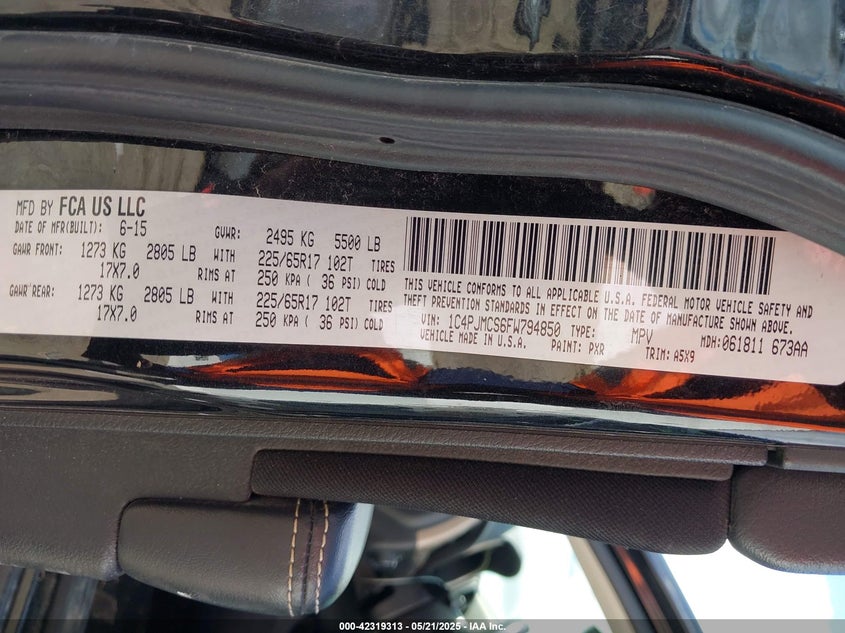 MFD BY FCA US LLC
DATE OF MFR(BUILT): 6-15 GVWR: 2495 KG 5500 LB
GAWR FRONT: 1273 KG 2805 LB WITH 225/65R17 102T TIRES
17X7.0 RIMS AT 250 KPA ( 36 PSI) COLD
GAWR REAR: 1273 KG 2805 LB WITH 225/65R17 102T TIRES
17X7.0 RIMS AT 250 KPA ( 36 PSI) COLD
THIS VEHICLE CONFORMS TO ALL APPLICABLE U.S.A. FEDERAL MOTOR VEHICLE SAFETY AND
THEFT PREVENTION STANDARDS IN EFFECT ON THE DATE OF MANUFACTURE SHOWN ABOVE.
VIN: 1C4PJMCS6FW794850 TYPE: MPV MDH: 061811 673AA
VEHICLE MADE IN U.S.A. PAINT: PXR TRIM: A5X9
000-42319313 - 05/21/2025 - IAA Inc.